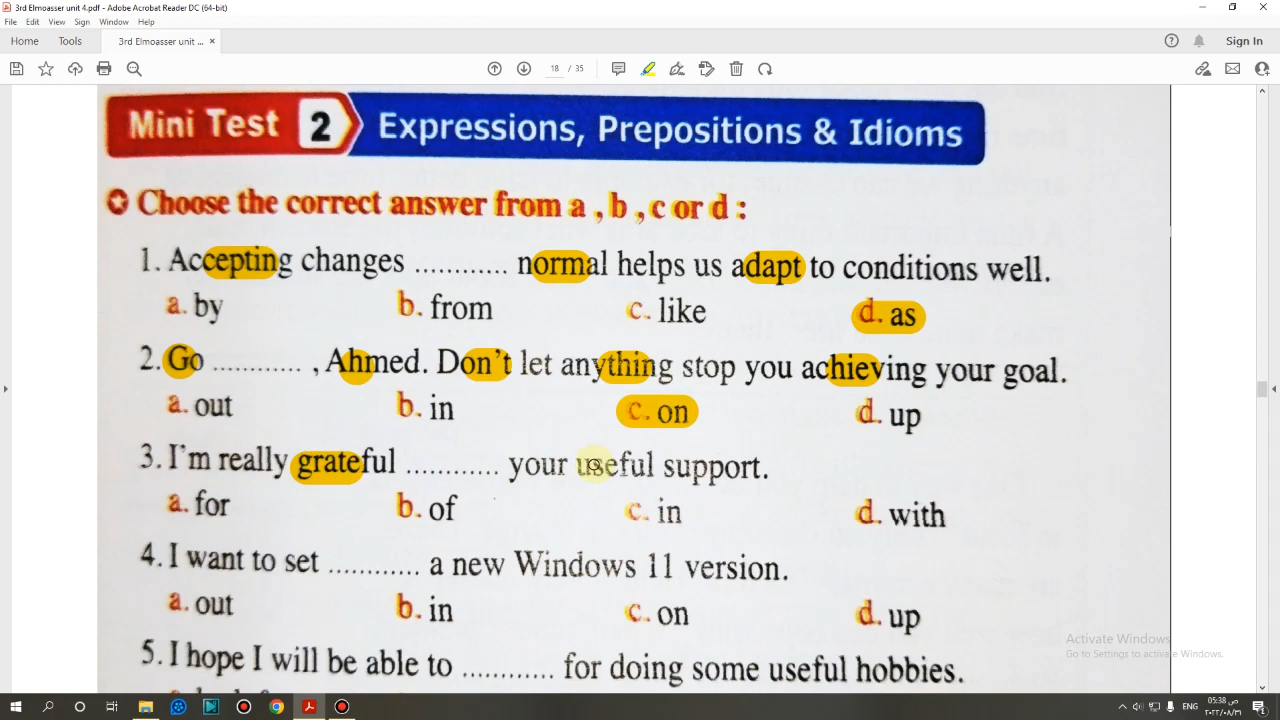 3rd Elmoasser unit 4.pdf - Adobe Acrobat Reader DC (64-bit)
File Edit View Sign Window Help
Home Tools 3rd Elmoasser unit ... × Sign In
18 / 35
Mini Test 2 Expressions, Prepositions & Idioms
Choose the correct answer from a , b , c or d :
1. Accepting changes ............ normal helps us adapt to conditions well.
a. by b. from c. like d. as
2. Go ............ , Ahmed. Don't let anything stop you achieving your goal.
a. out b. in c. on d. up
3. I'm really grateful ............ your useful support.
a. for b. of c. in d. with
4. I want to set ............ a new Windows 11 version.
a. out b. in c. on d. up
5. I hope I will be able to ............ for doing some useful hobbies.
Activate Windows
Go to Settings to activate Windows.
ENG 05:38 ص
٢٠٢٢/٠٨/٣١